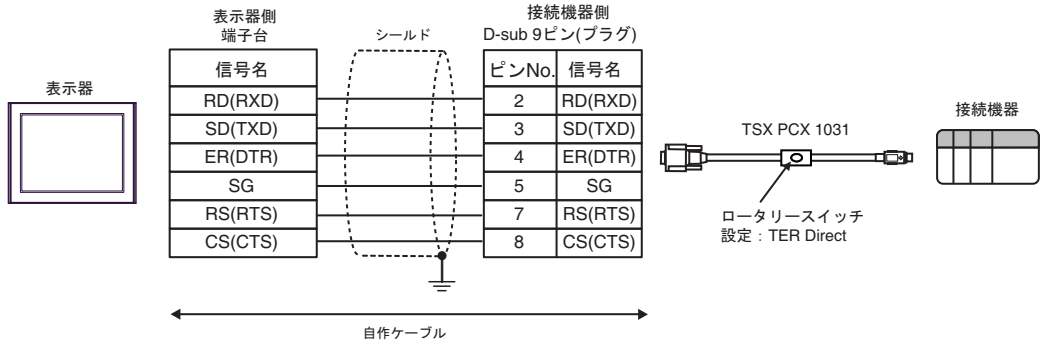 表示器
表示器側
端子台
シールド
接続機器側
D-sub 9ピン(プラグ)
信号名 ピンNo. 信号名
RD(RXD) 2 RD(RXD)
SD(TXD) 3 SD(TXD)
ER(DTR) 4 ER(DTR)
SG 5 SG
RS(RTS) 7 RS(RTS)
CS(CTS) 8 CS(CTS)
自作ケーブル
TSX PCX 1031
ロータリースイッチ
設定：TER Direct
接続機器